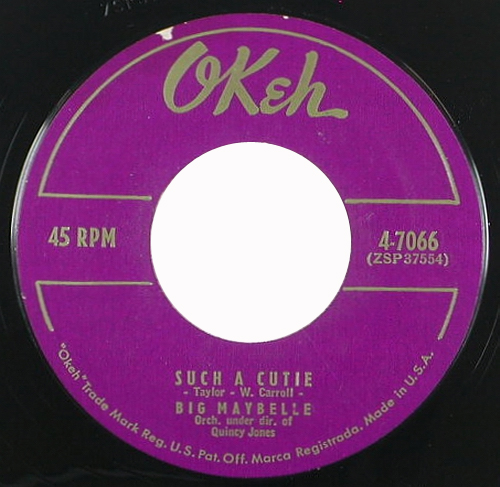 OKeh
45 RPM
4-7066
(ZSP37554)
SUCH A CUTIE
- Taylor - W. Carroll -
BIG MAYBELLE
Orch. under dir. of
Quincy Jones
"Okeh" Trade Mark Reg. U.S. Pat. Off. Marca Registrada. Made in U.S.A.